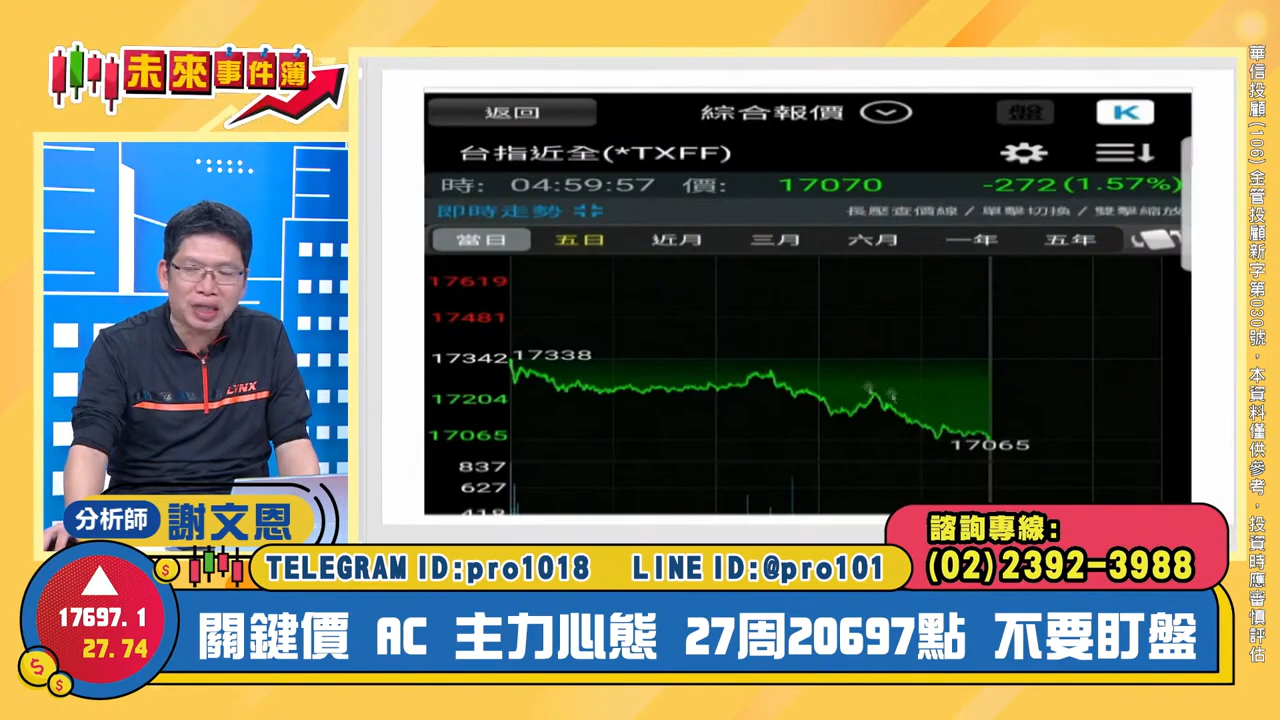 未來事件簿
返回
綜合報價
盤
K
台指近全(*TXFF)
時: 04:59:57 價: 17070 -272(1.57%)
即時走勢
長壓查價線 / 單擊切換 / 雙擊縮放
當日 五日 近月 三月 六月 一年 五年
17619
17481
17342
17338
17204
17065
17065
837
627
418
LYNX
分析師 謝文恩
諮詢專線:
(02)2392-3988
TELEGRAM ID:pro1018 LINE ID:@pro101
17697.1
27.74
關鍵價 AC 主力心態 27周20697點 不要盯盤
華信投顧(106)金管投顧新字第030號，本資料僅供參考，投資時應審慎評估